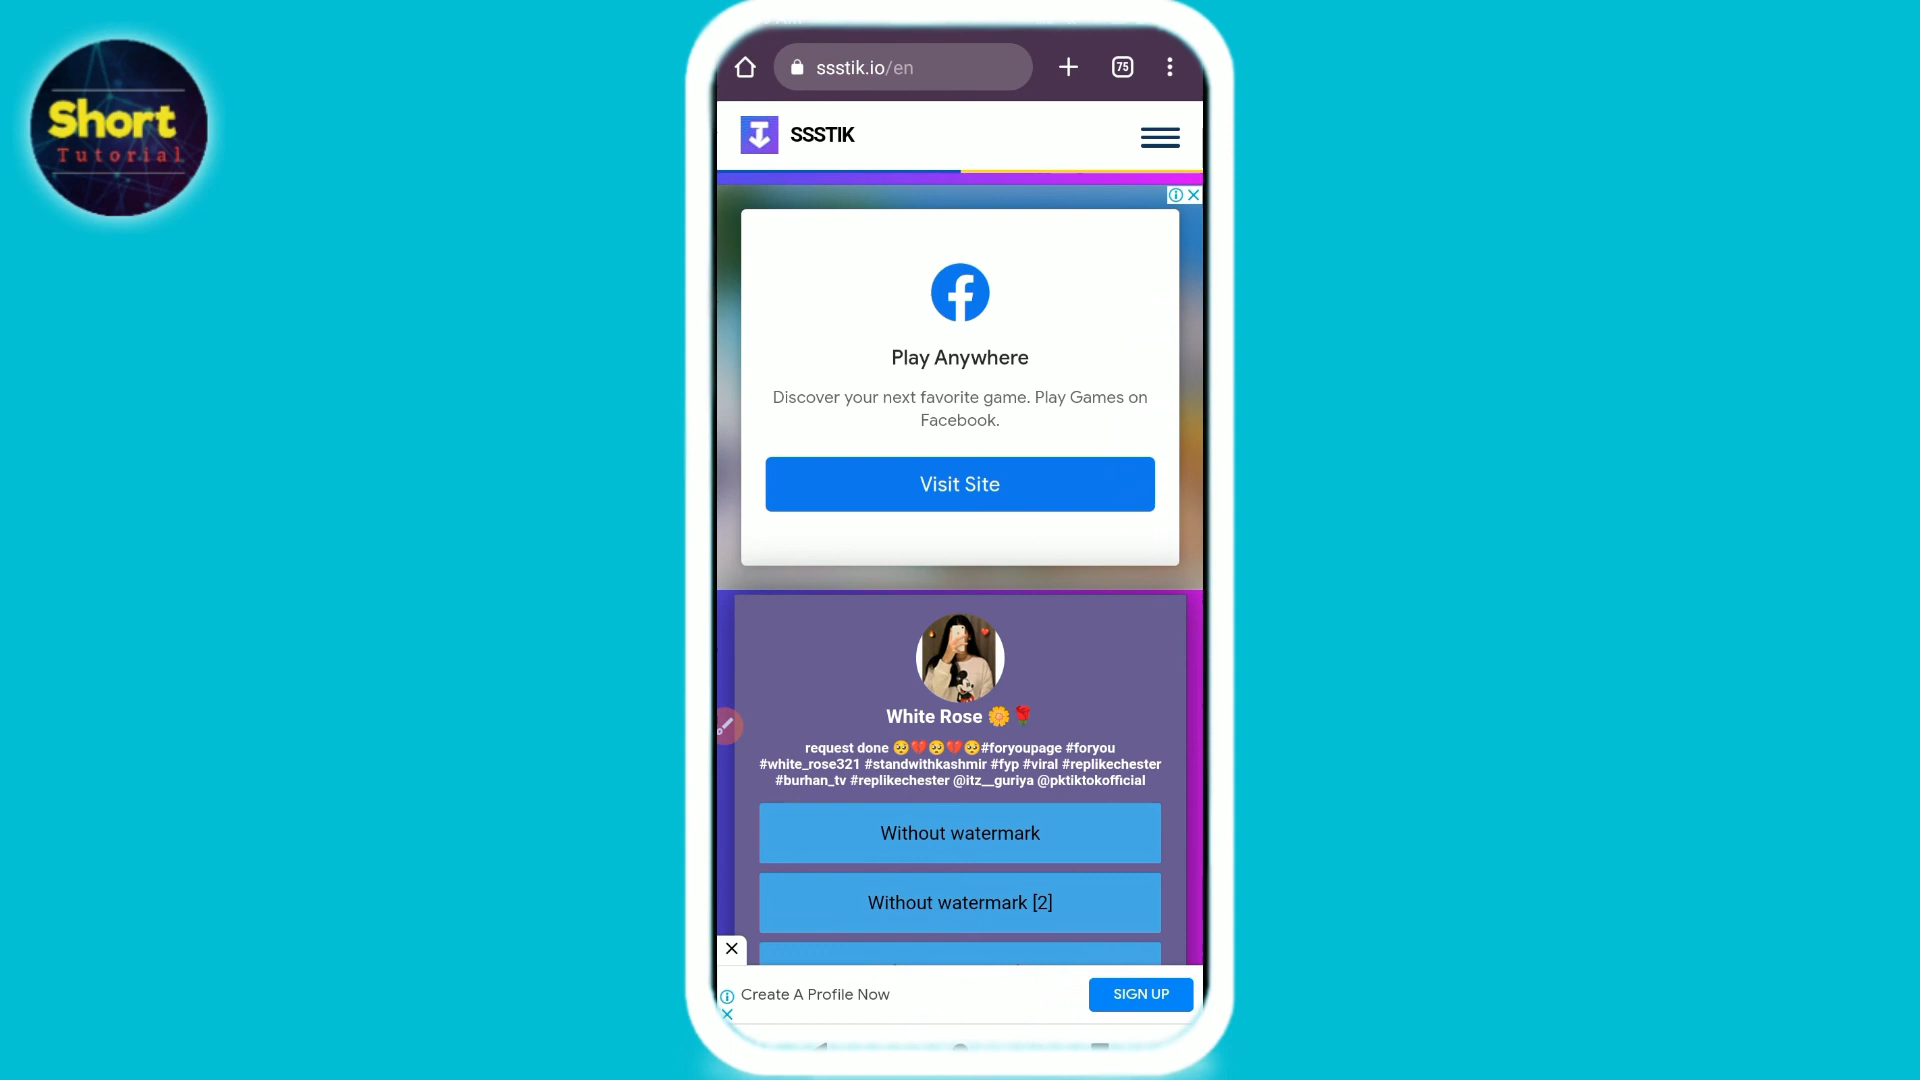 Short
Tutorial
ssstik.io/en
75
SSSTIK
Play Anywhere
Discover your next favorite game. Play Games on
Facebook.
Visit Site
White Rose 🌼🌹
request done 🥺💔🥺💔🥺#foryoupage #foryou
#white_rose321 #standwithkashmir #fyp #viral #replikechester
#burhan_tv #replikechester @itz__guriya @pktiktokofficial
Without watermark
Without watermark [2]
Create A Profile Now
SIGN UP